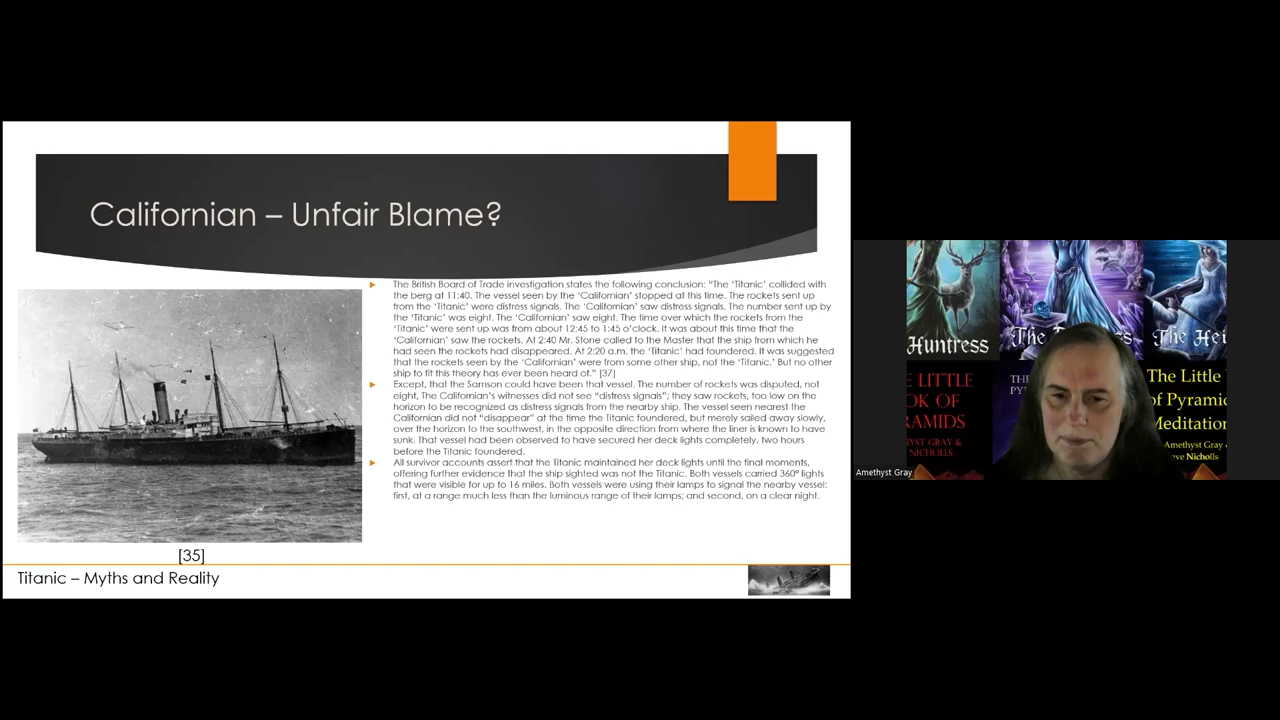 Californian – Unfair Blame?
The British Board of Trade investigation states the following conclusion: “The ‘Titanic’ collided with
the berg at 11:40. The vessel seen by the ‘Californian’ stopped at this time. The rockets sent up
from the ‘Titanic’ were distress signals. The ‘Californian’ saw distress signals. The number sent up by
the ‘Titanic’ was eight. The ‘Californian’ saw eight. The time over which the rockets from the
‘Titanic’ were sent up was from about 12:45 to 1:45 o’clock. It was about this time that the
‘Californian’ saw the rockets. At 2:40 Mr. Stone called to the Master that the ship from which he
had seen the rockets had disappeared. At 2:20 a.m. the ‘Titanic’ had foundered. It was suggested
that the rockets seen by the ‘Californian’ were from some other ship, not the ‘Titanic.’ But no other
ship to fit this theory has ever been heard of.” [37]
Except, that the Samson could have been that vessel. The number of rockets was disputed, not
eight, The Californian’s witnesses did not see “distress signals”; they saw rockets, too low on the
horizon to be recognized as distress signals from the nearby ship. The vessel seen nearest the
Californian did not “disappear” at the time the Titanic foundered, but merely sailed away slowly,
over the horizon to the southwest, in the opposite direction from where the liner is known to have
sunk. That vessel had been observed to have secured her deck lights completely, two hours
before the Titanic foundered.
All survivor accounts assert that the Titanic maintained her deck lights until the final moments,
offering further evidence that the ship sighted was not the Titanic. Both vessels carried 360° lights
that were visible for up to 16 miles. Both vessels were using their lamps to signal the nearby vessel:
first, at a range much less than the luminous range of their lamps; and second, on a clear night.
[35]
Titanic – Myths and Reality
Huntress
The
The Hei
E LITTLE
OK OF
RAMIDS
HYST GRAY &
NICHOLLS
TH
PY
The Little
of Pyramid
Meditation
Amethyst Gray
eve Nicholls
Amethyst Gray